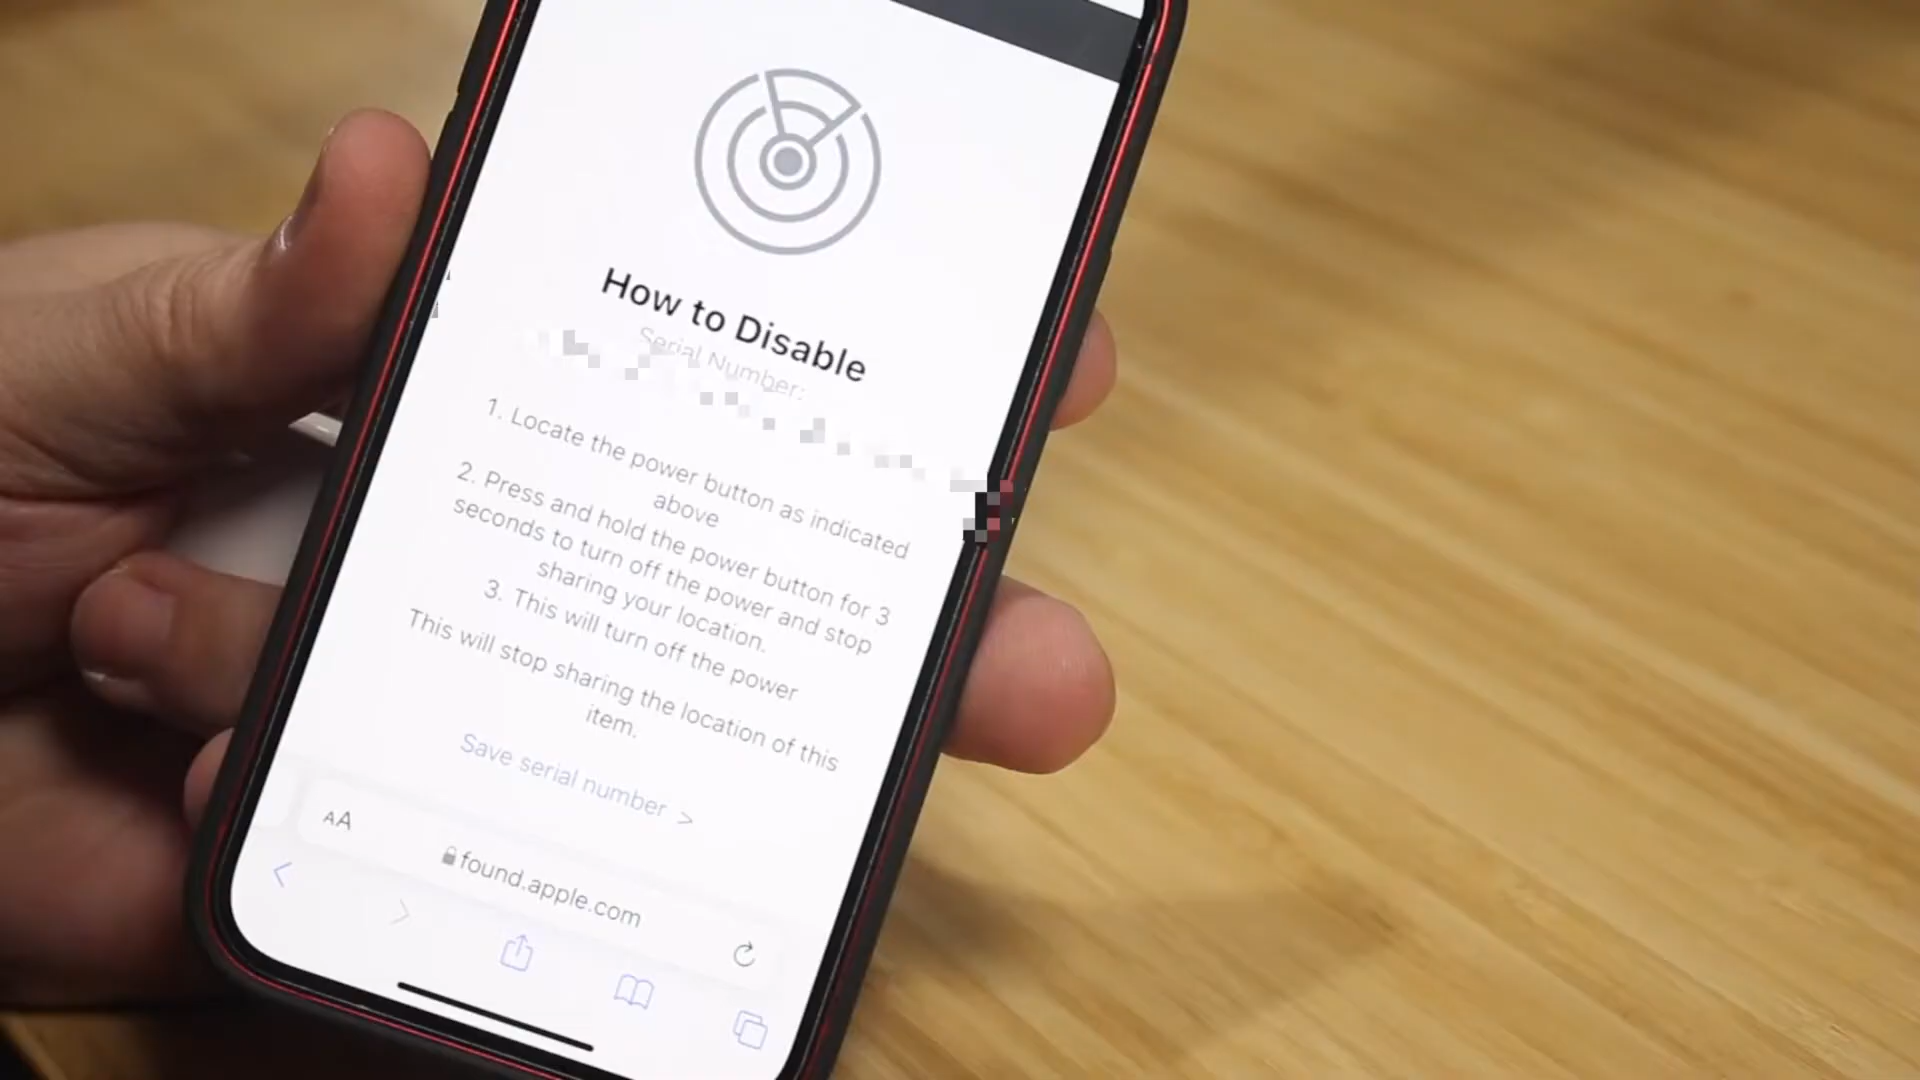 How to Disable
Serial Number:
1. Locate the power button as indicated
above
2. Press and hold the power button for 3
seconds to turn off the power and stop
sharing your location.
3. This will turn off the power
This will stop sharing the location of this
item.
Save serial number >
AA
found.apple.com